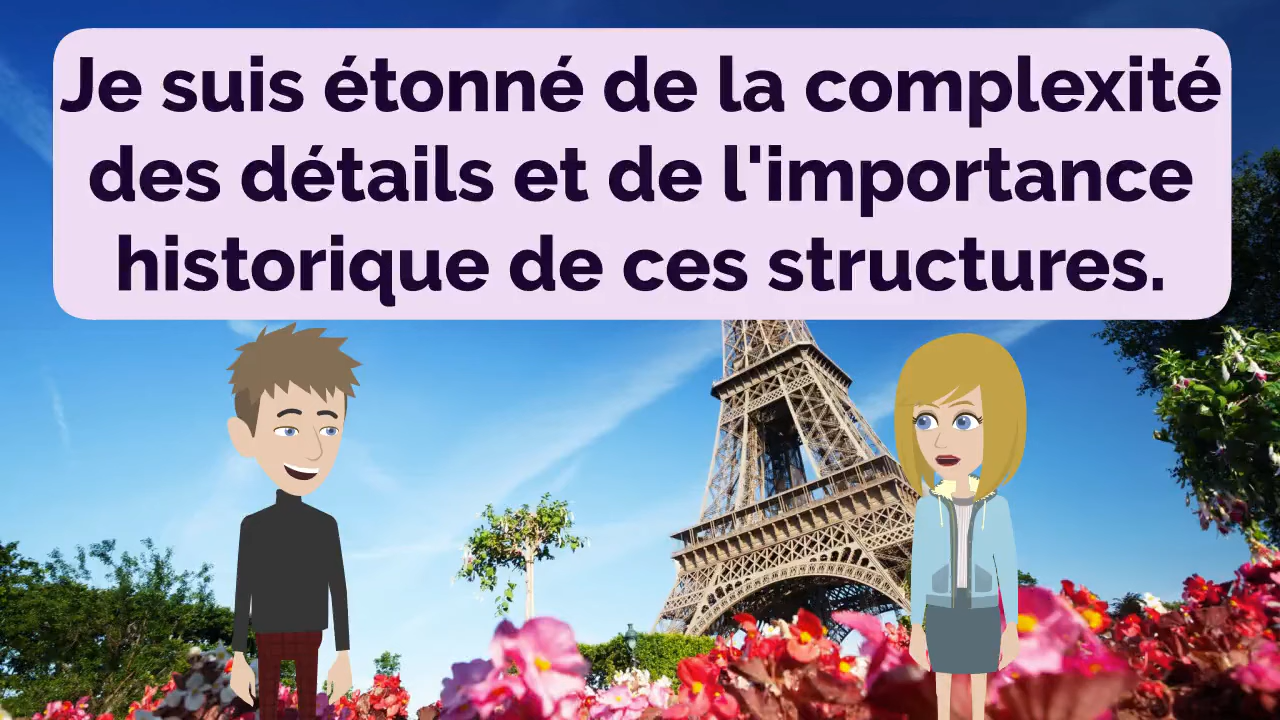 Je suis étonné de la complexité
des détails et de l'importance
historique de ces structures.